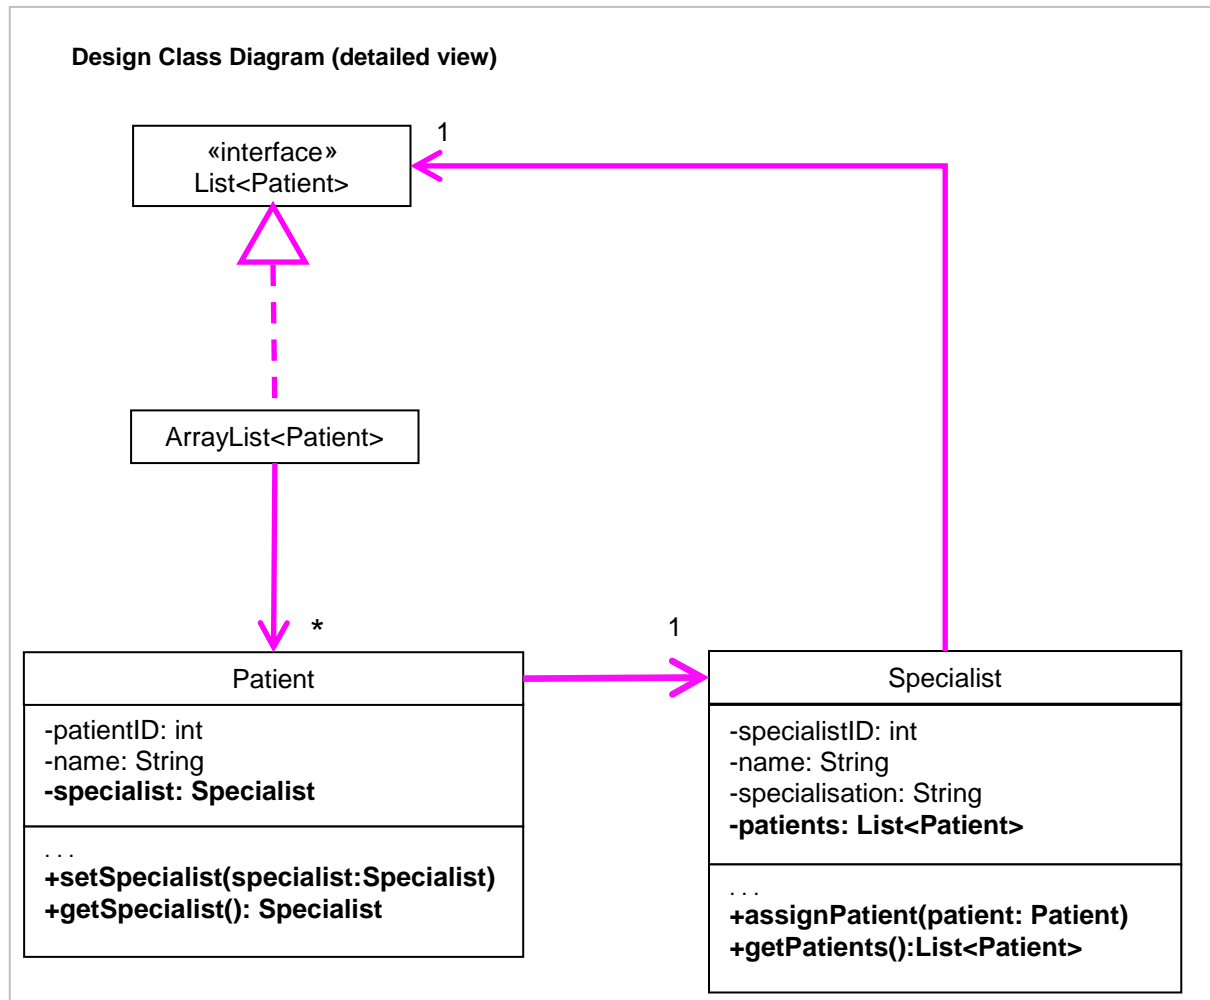 Design Class Diagram (detailed view)
1
«interface»
List<Patient>
ArrayList<Patient>
*
1
Patient
-patientID: int
-name: String
-specialist: Specialist
. . .
+setSpecialist(specialist:Specialist)
+getSpecialist(): Specialist
Specialist
-specialistID: int
-name: String
-specialisation: String
-patients: List<Patient>
. . .
+assignPatient(patient: Patient)
+getPatients():List<Patient>